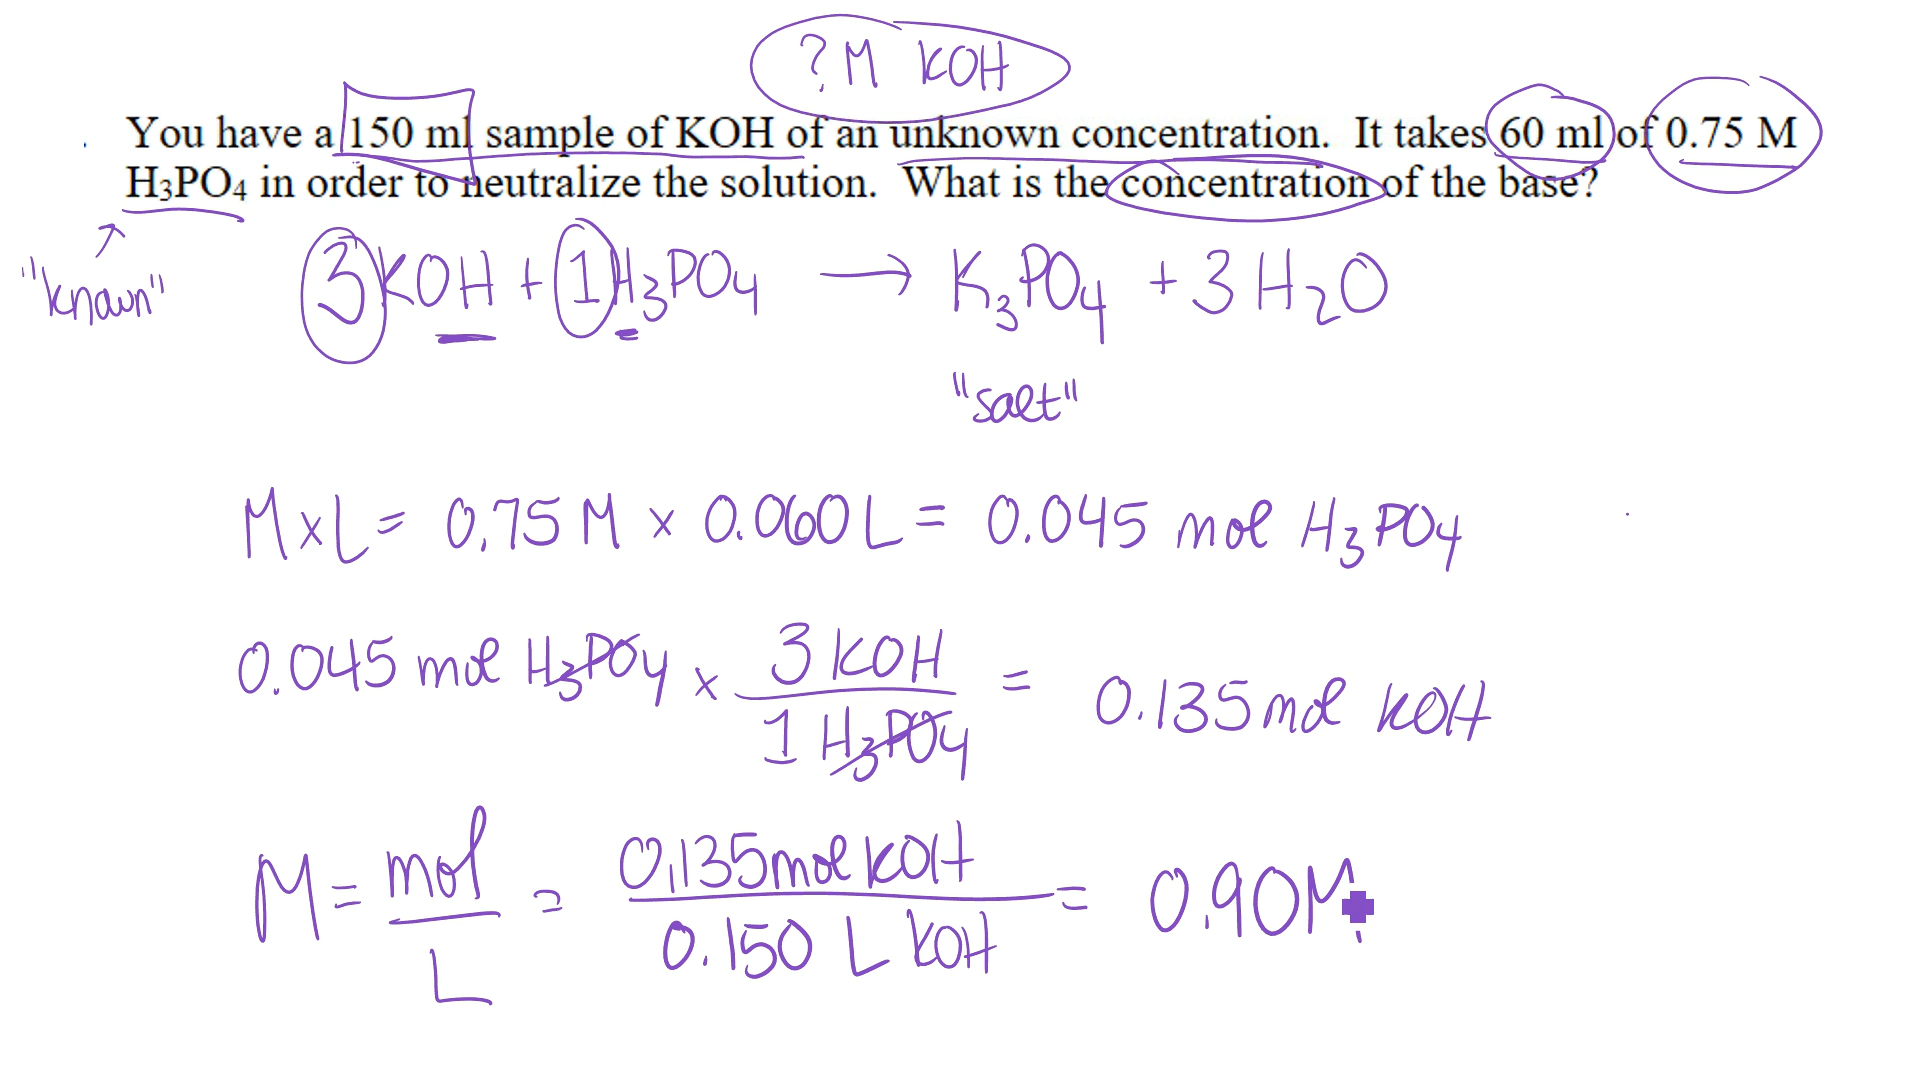 ? M KOH
You have a 150 ml sample of KOH of an unknown concentration. It takes 60 ml of 0.75 M
H₃PO₄ in order to neutralize the solution. What is the concentration of the base?
"known"
3KOH + 1H₃PO₄ → K₃PO₄ + 3H₂O
"salt"
M x L = 0.75 M x 0.060 L = 0.045 mol H₃PO₄
0.045 mol H₃PO₄ x 3 KOH / 1 H₃PO₄ = 0.135 mol KOH
M = mol / L = 0.135 mol KOH / 0.150 L KOH = 0.90 M